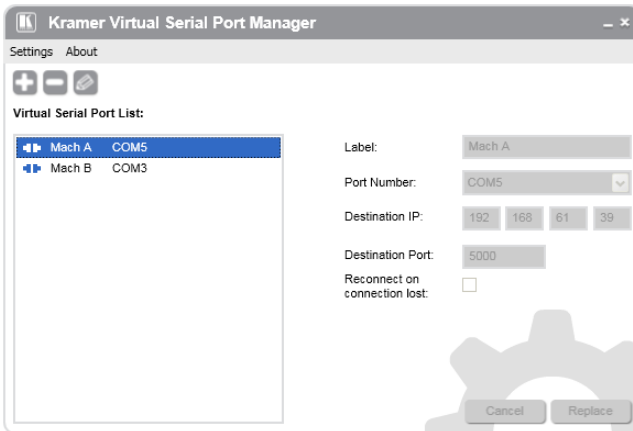 Kramer Virtual Serial Port Manager
Settings About
Virtual Serial Port List:
Mach A COM5
Mach B COM3
Label: Mach A
Port Number: COM5
Destination IP: 192 168 61 39
Destination Port: 5000
Reconnect on
connection lost:
Cancel Replace